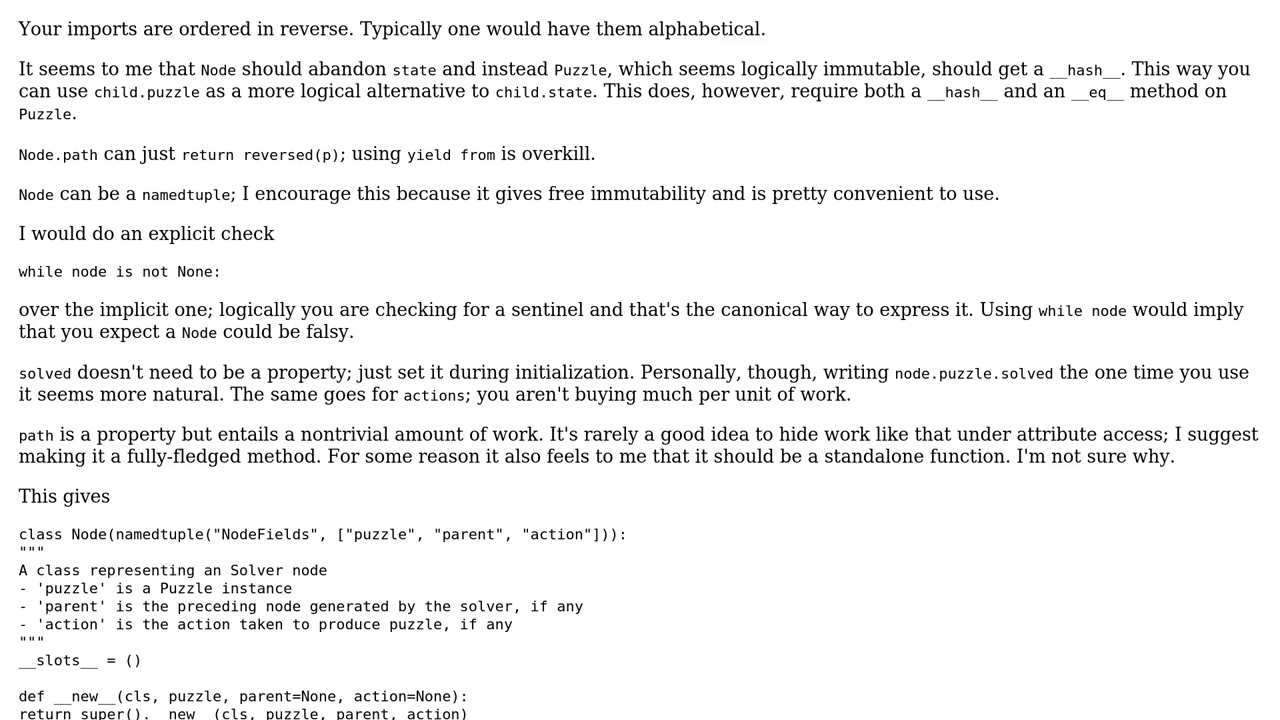 Your imports are ordered in reverse. Typically one would have them alphabetical.
It seems to me that Node should abandon state and instead Puzzle, which seems logically immutable, should get a __hash__. This way you
can use child.puzzle as a more logical alternative to child.state. This does, however, require both a __hash__ and an __eq__ method on
Puzzle.
Node.path can just return reversed(p); using yield from is overkill.
Node can be a namedtuple; I encourage this because it gives free immutability and is pretty convenient to use.
I would do an explicit check
while node is not None:
over the implicit one; logically you are checking for a sentinel and that's the canonical way to express it. Using while node would imply
that you expect a Node could be falsy.
solved doesn't need to be a property; just set it during initialization. Personally, though, writing node.puzzle.solved the one time you use
it seems more natural. The same goes for actions; you aren't buying much per unit of work.
path is a property but entails a nontrivial amount of work. It's rarely a good idea to hide work like that under attribute access; I suggest
making it a fully-fledged method. For some reason it also feels to me that it should be a standalone function. I'm not sure why.
This gives
class Node(namedtuple("NodeFields", ["puzzle", "parent", "action"])):
"""
A class representing an Solver node
- 'puzzle' is a Puzzle instance
- 'parent' is the preceding node generated by the solver, if any
- 'action' is the action taken to produce puzzle, if any
"""
__slots__ = ()
def __new__(cls, puzzle, parent=None, action=None):
return super().__new__(cls, puzzle, parent, action)